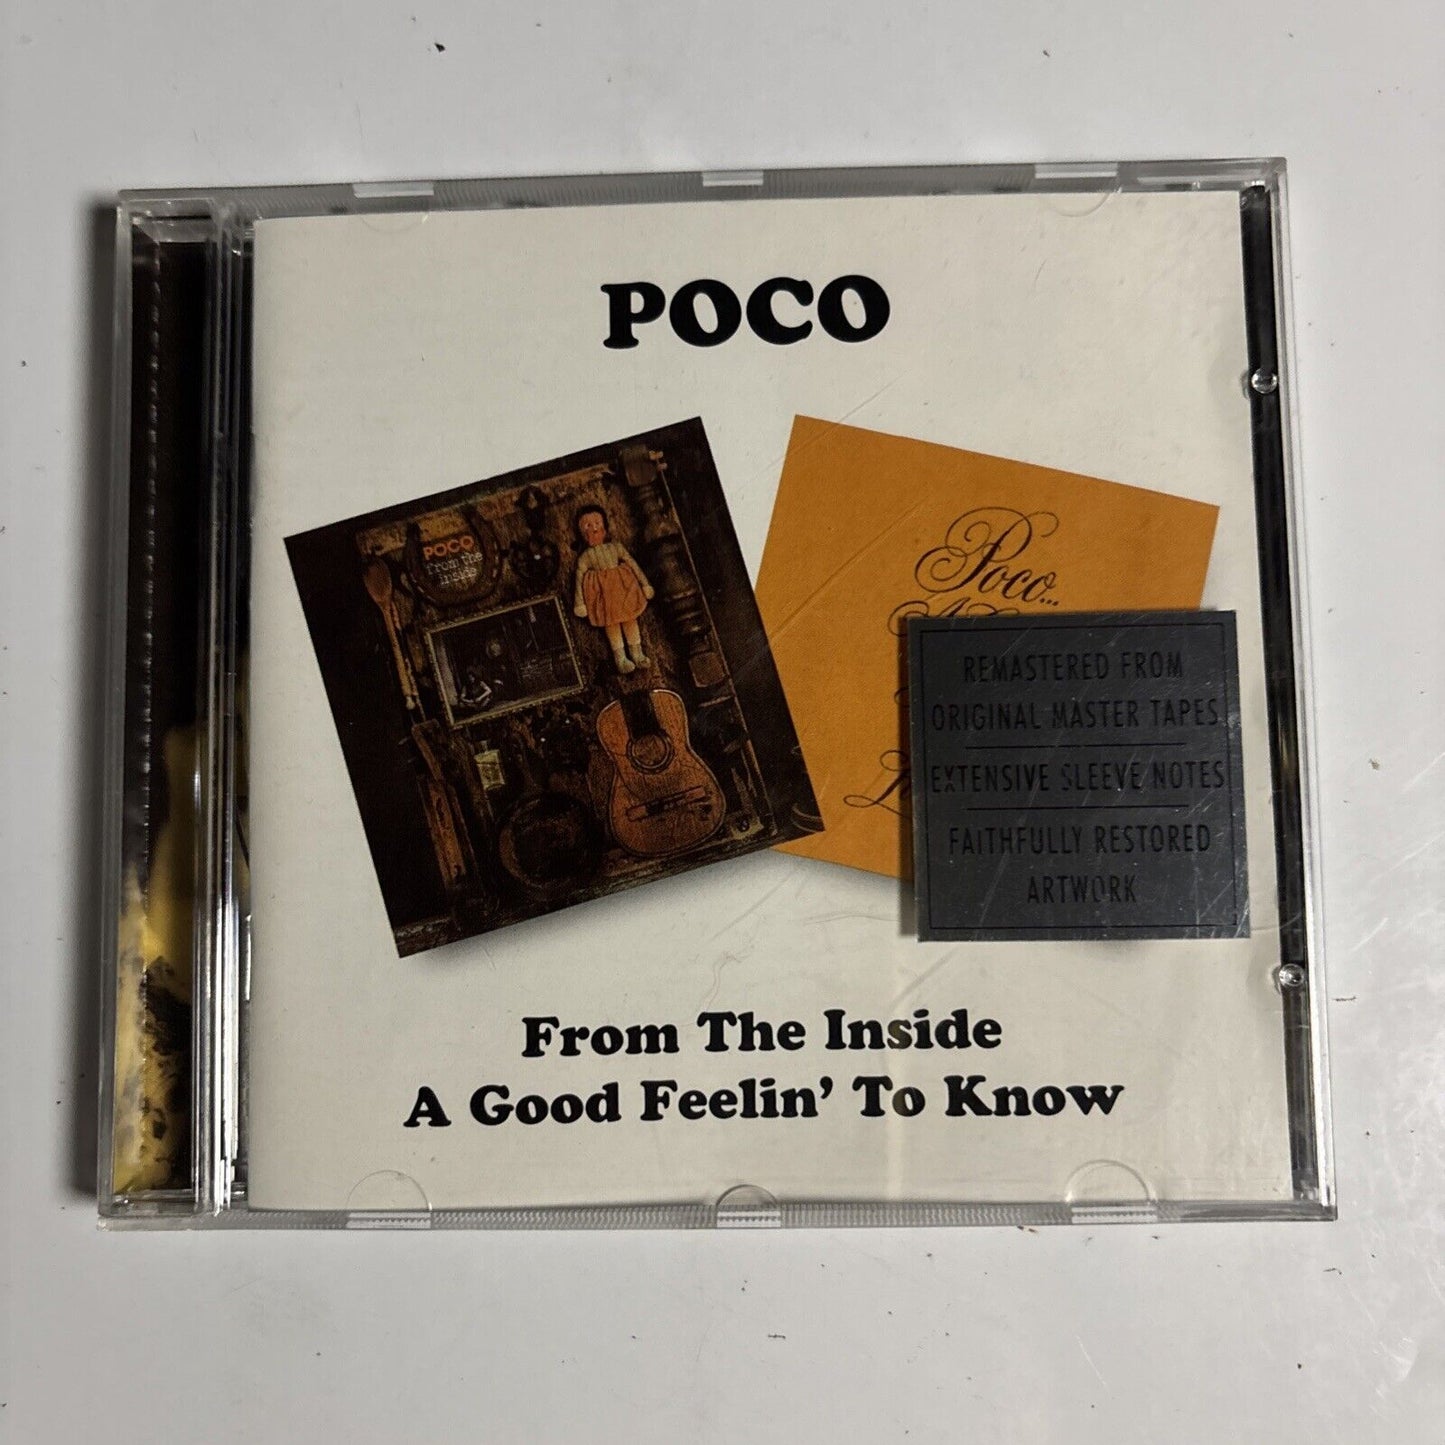 POCO
POCO
from the
inside
Poco...
REMASTERED FROM
ORIGINAL MASTER TAPES
EXTENSIVE SLEEVE NOTES
FAITHFULLY RESTORED
ARTWORK
From The Inside
A Good Feelin' To Know